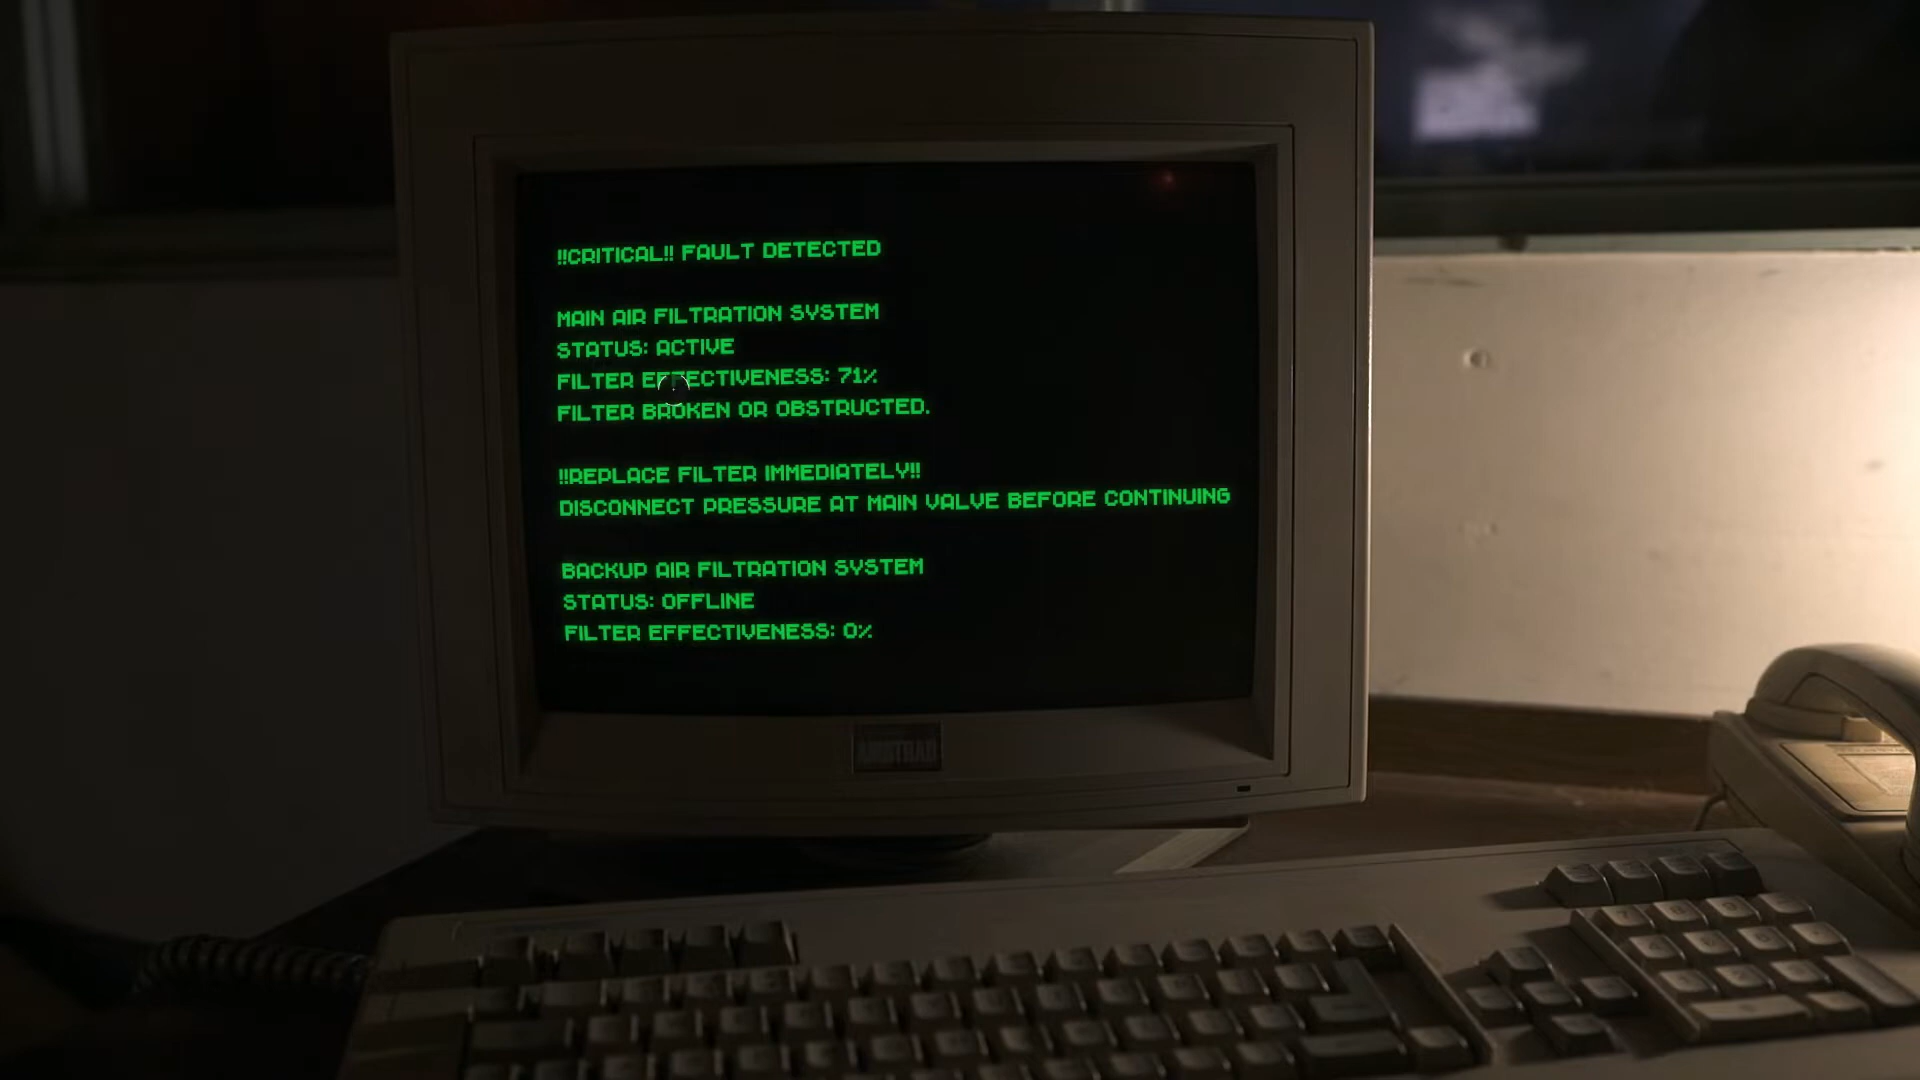 !!CRITICAL!! FAULT DETECTED
MAIN AIR FILTRATION SYSTEM
STATUS: ACTIVE
FILTER EFFECTIVENESS: 71%
FILTER BROKEN OR OBSTRUCTED.
!!REPLACE FILTER IMMEDIATELY!!
DISCONNECT PRESSURE AT MAIN VALVE BEFORE CONTINUING
BACKUP AIR FILTRATION SYSTEM
STATUS: OFFLINE
FILTER EFFECTIVENESS: 0%
AMSTRAD